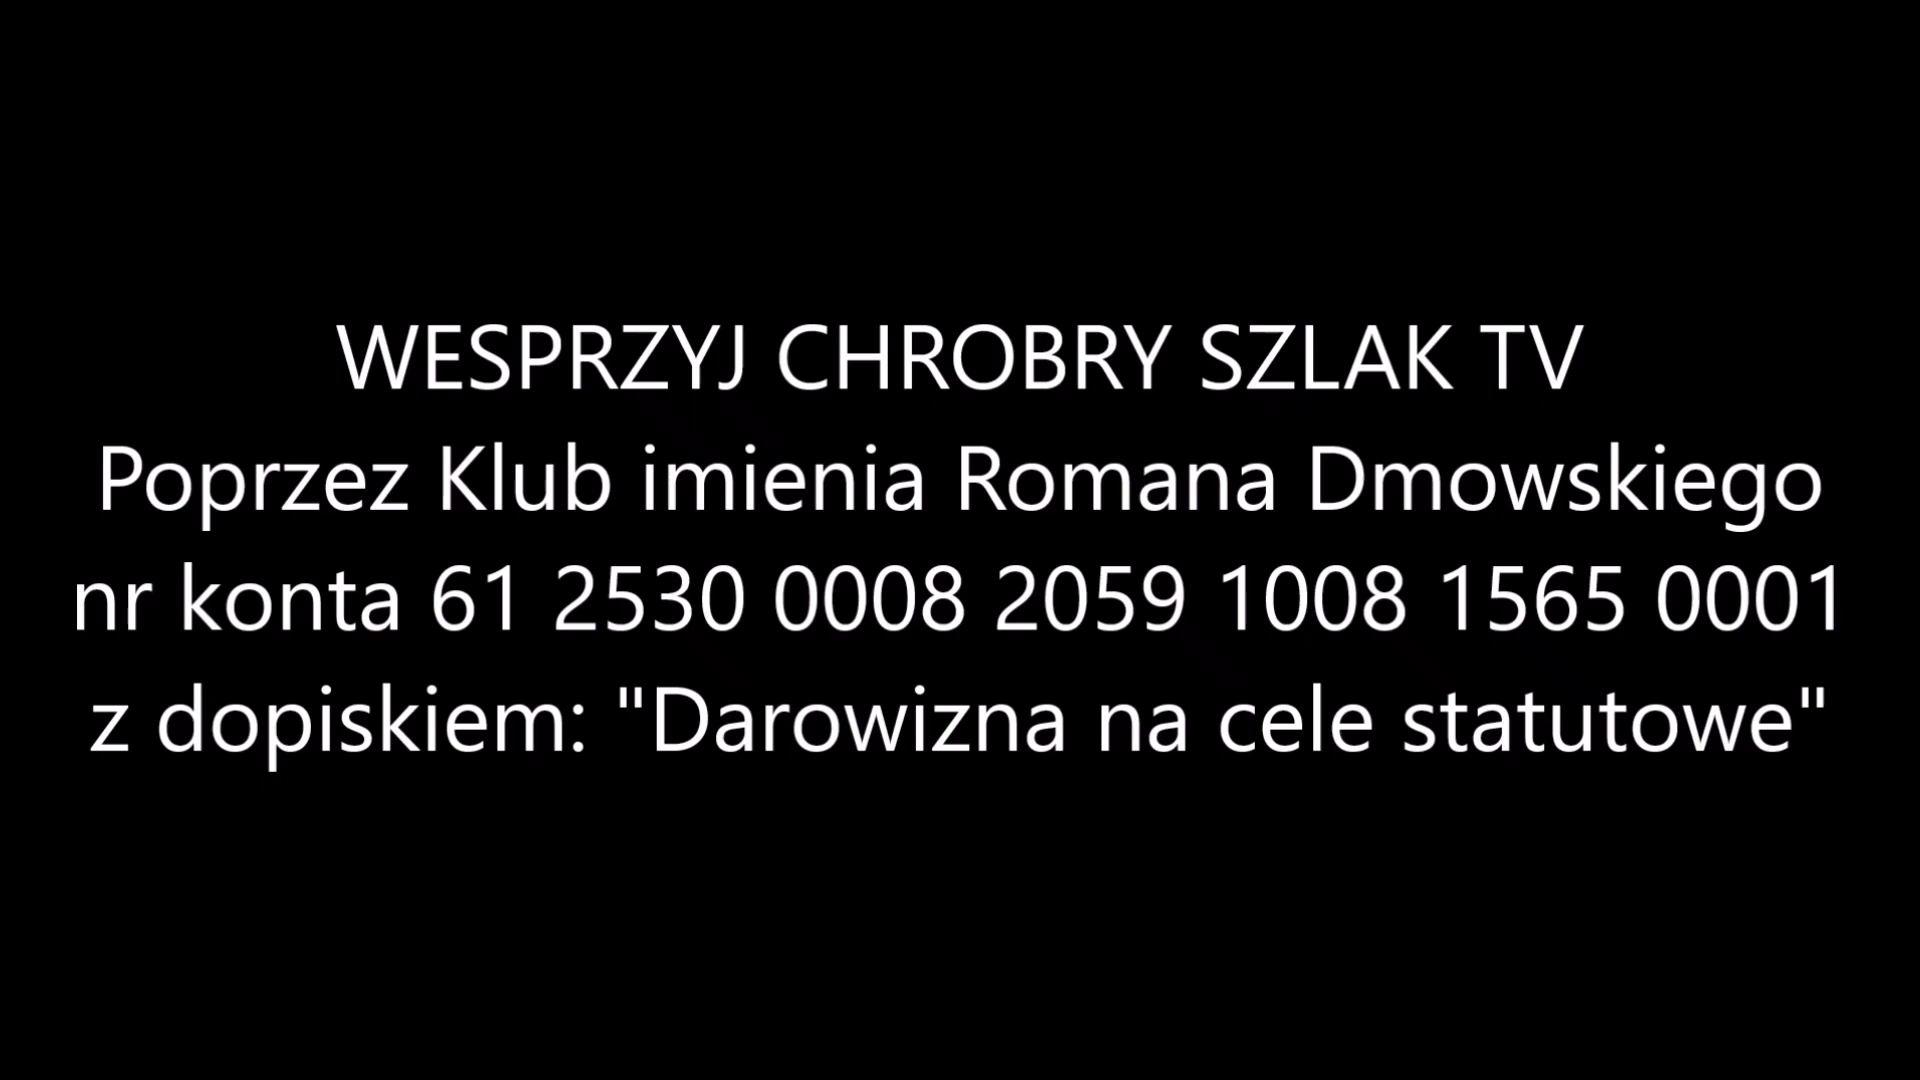 WESPRZYJ CHROBRY SZLAK TV
Poprzez Klub imienia Romana Dmowskiego
nr konta 61 2530 0008 2059 1008 1565 0001
z dopiskiem: "Darowizna na cele statutowe"